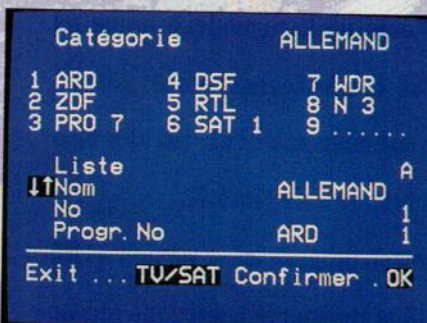 Catégorie ALLEMAND
1 ARD 4 DSF 7 WDR
2 ZDF 5 RTL 8 N 3
3 PRO 7 6 SAT 1 9 ......
Liste A
↓↑Nom ALLEMAND
No 1
Progr. No ARD 1
Exit ... TV/SAT Confirmer . OK